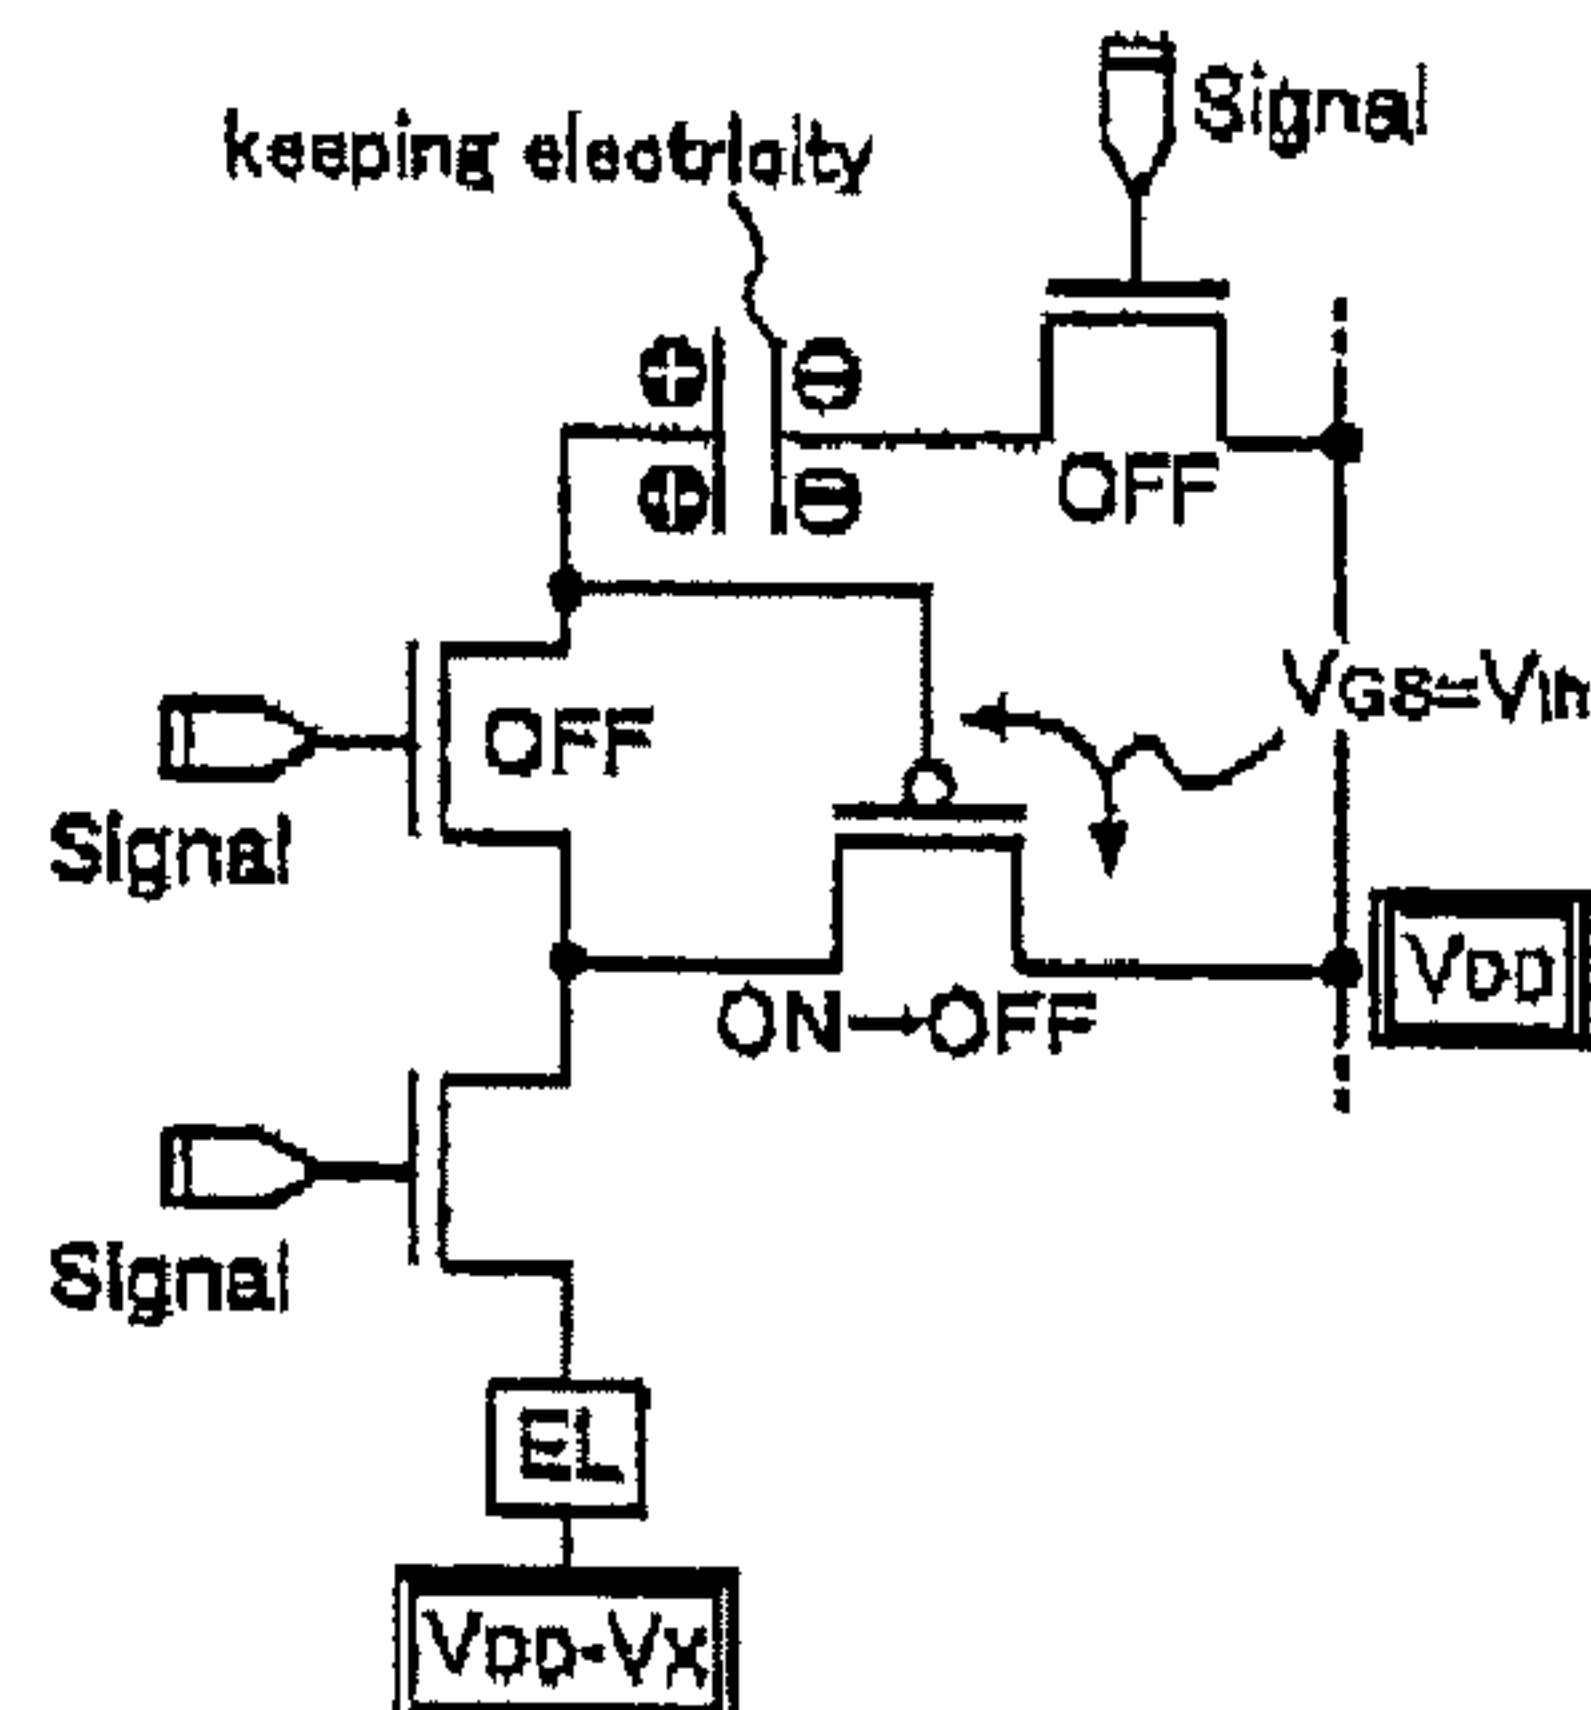 Signal
keeping electricity
+ −
+ −
OFF
VGS=Vth
OFF
Signal
VDD
ON→OFF
Signal
EL
VDD-VX